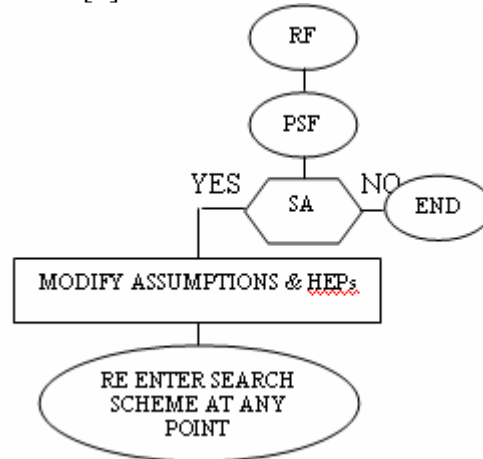 RF
PSF
YES
NO
SA
END
MODIFY ASSUMPTIONS & HEPs
RE ENTER SEARCH
SCHEME AT ANY
POINT